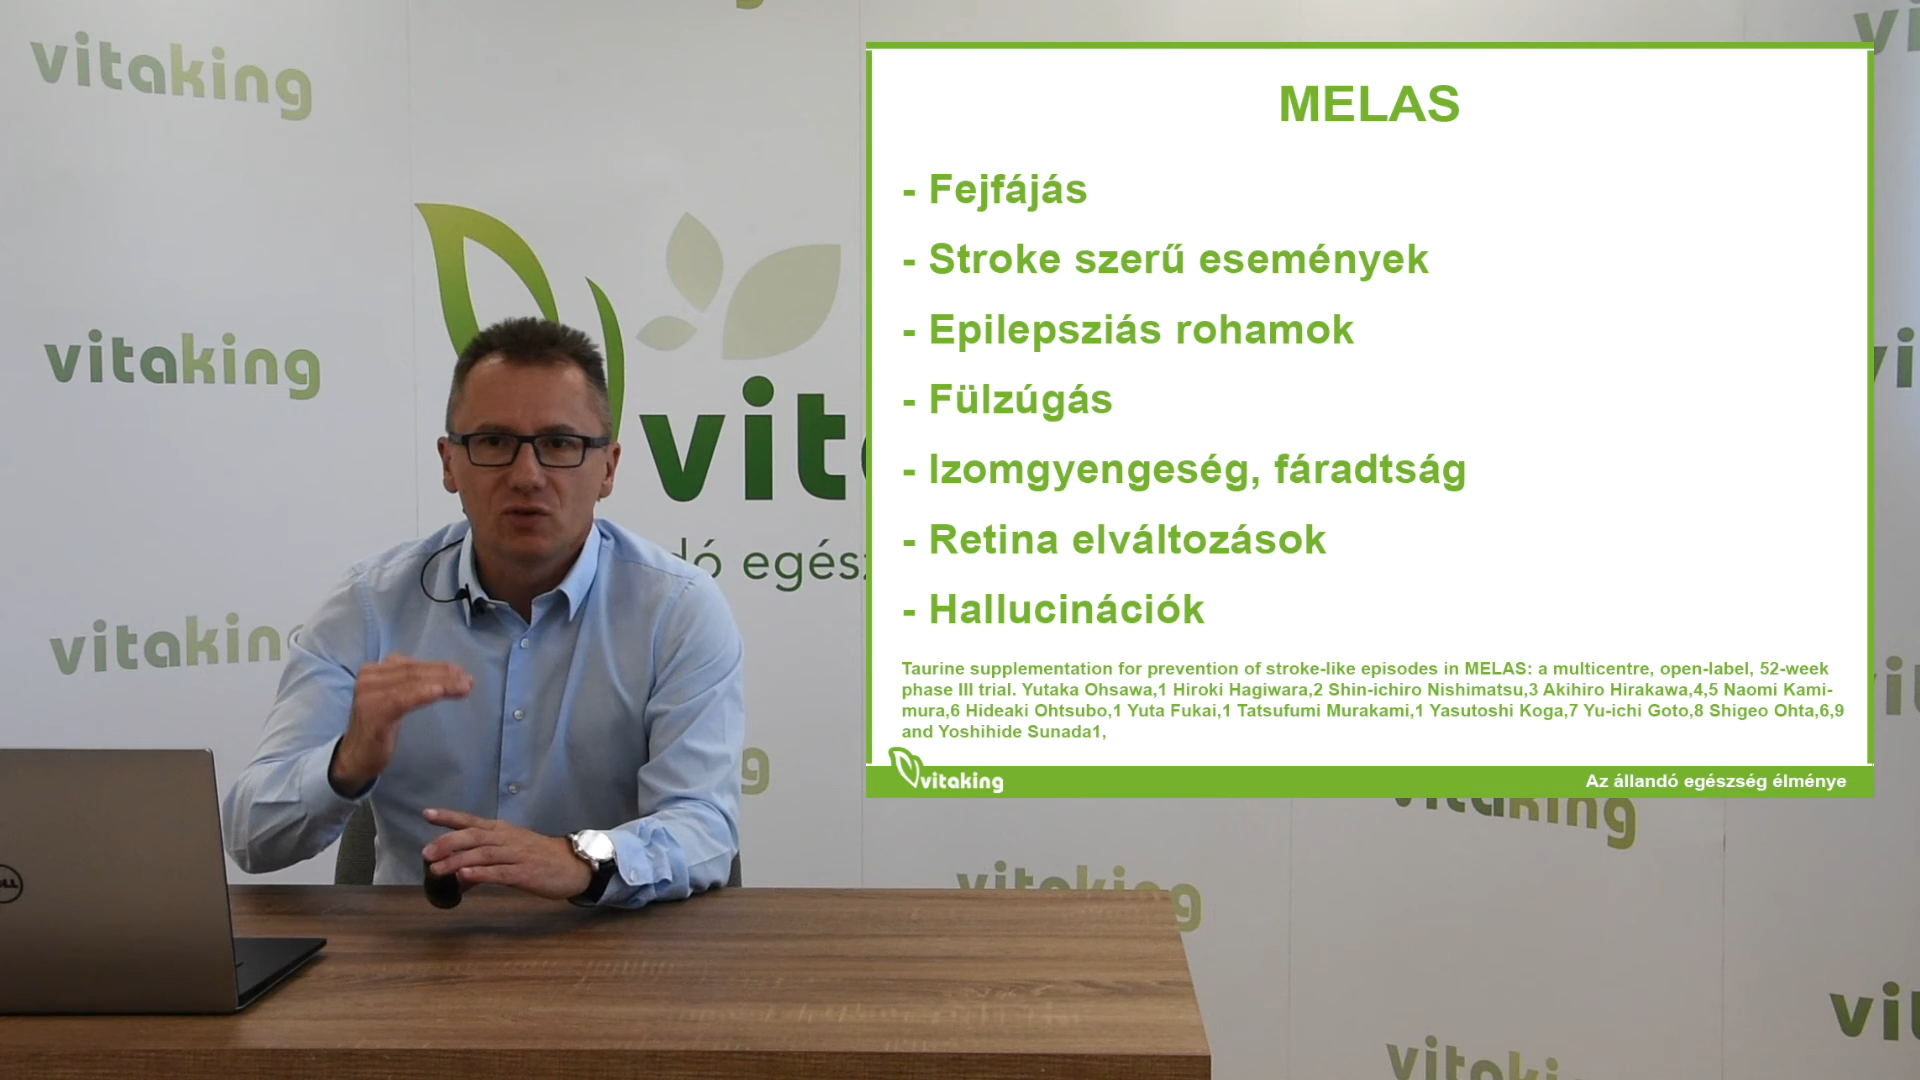 vitaking
vitaking
vitaking
vit
dó egész
MELAS
- Fejfájás
- Stroke szerű események
- Epilepsziás rohamok
- Fülzúgás
- Izomgyengeség, fáradtság
- Retina elváltozások
- Hallucinációk
Taurine supplementation for prevention of stroke-like episodes in MELAS: a multicentre, open-label, 52-week
phase III trial. Yutaka Ohsawa,1 Hiroki Hagiwara,2 Shin-ichiro Nishimatsu,3 Akihiro Hirakawa,4,5 Naomi Kami-
mura,6 Hideaki Ohtsubo,1 Yuta Fukai,1 Tatsufumi Murakami,1 Yasutoshi Koga,7 Yu-ichi Goto,8 Shigeo Ohta,6,9
and Yoshihide Sunada1,
vitaking
Az állandó egészség élménye
vitaking
vitaking
vitaki
vit